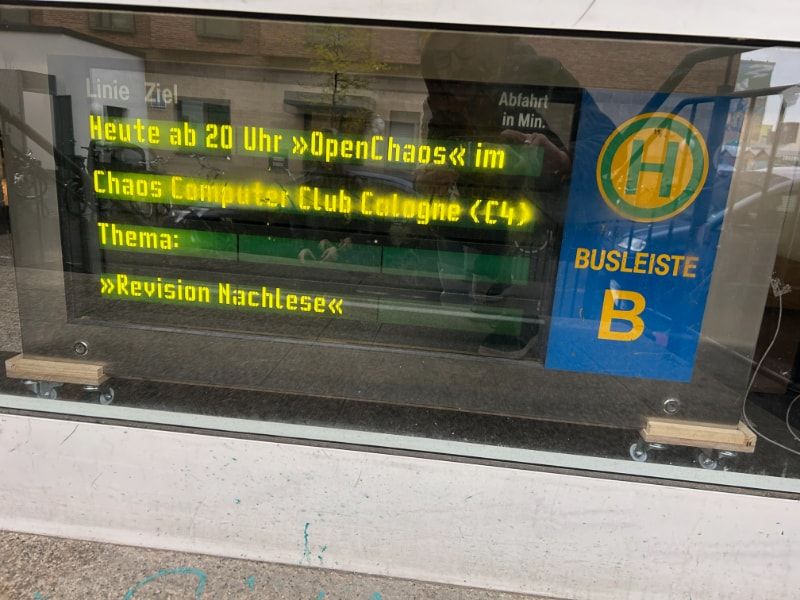 Linie Ziel
Abfahrt
in Min.
Heute ab 20 Uhr »OpenChaos« im
Chaos Computer Club Cologne (C4)
Thema:
»Revision Nachlese«
H
BUSLEISTE
B